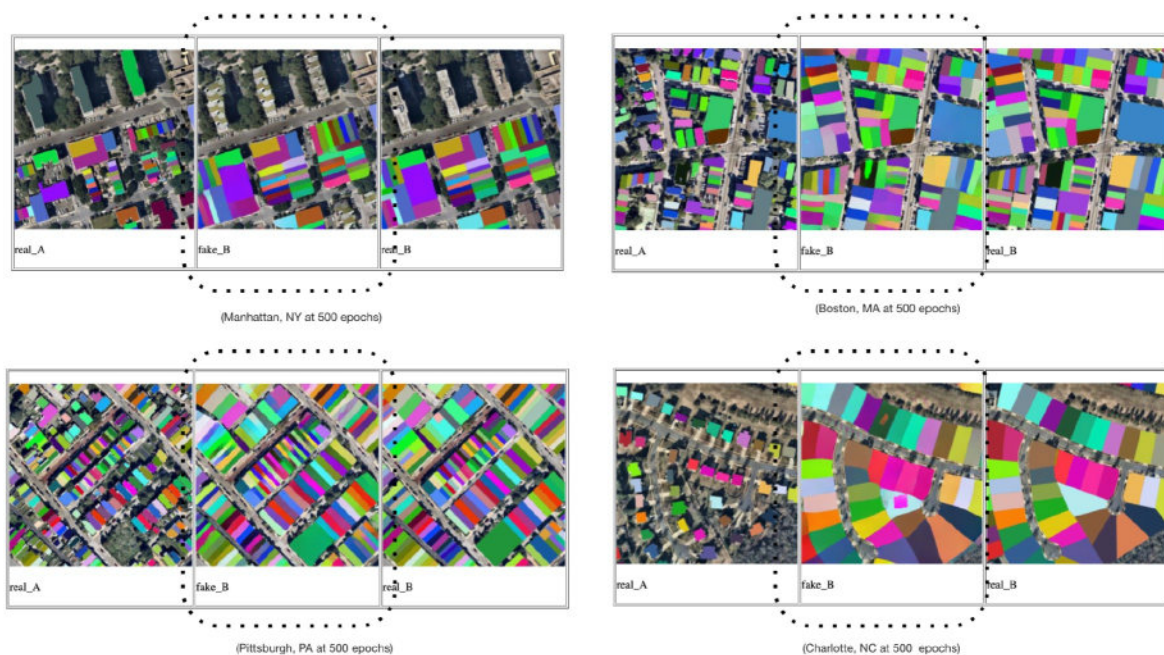 real_A
fake_B
real_B
(Manhattan, NY at 500 epochs)
real_A
fake_B
real_B
(Boston, MA at 500 epochs)
real_A
fake_B
real_B
(Pittsburgh, PA at 500 epochs)
real_A
fake_B
real_B
(Charlotte, NC at 500 epochs)